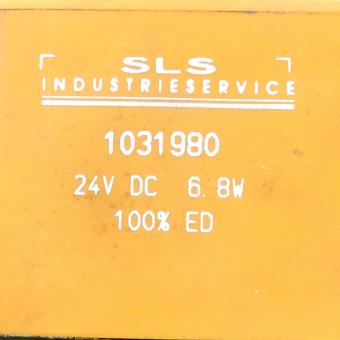 SLS
INDUSTRIESERVICE
1031980
24V DC 6.8W
100% ED